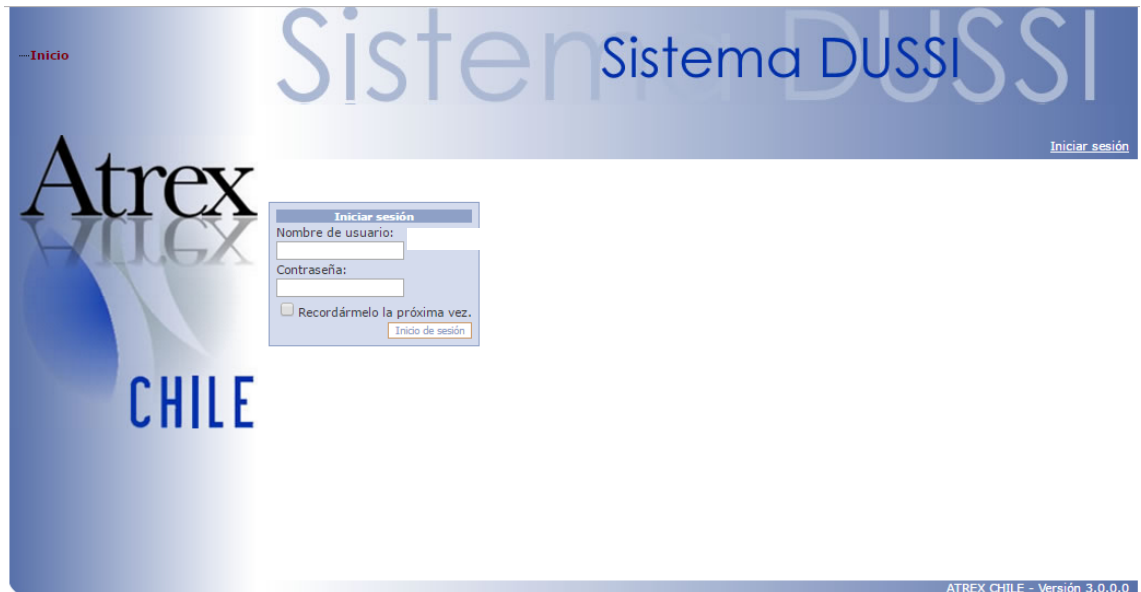 Inicio
Sistema DUSSI
Sistema DUSSI
Iniciar sesión
Atrex
CHILE
Iniciar sesión
Nombre de usuario:
Contraseña:
Recordármelo la próxima vez.
Inicio de sesión
ATREX CHILE - Versión 3.0.0.0